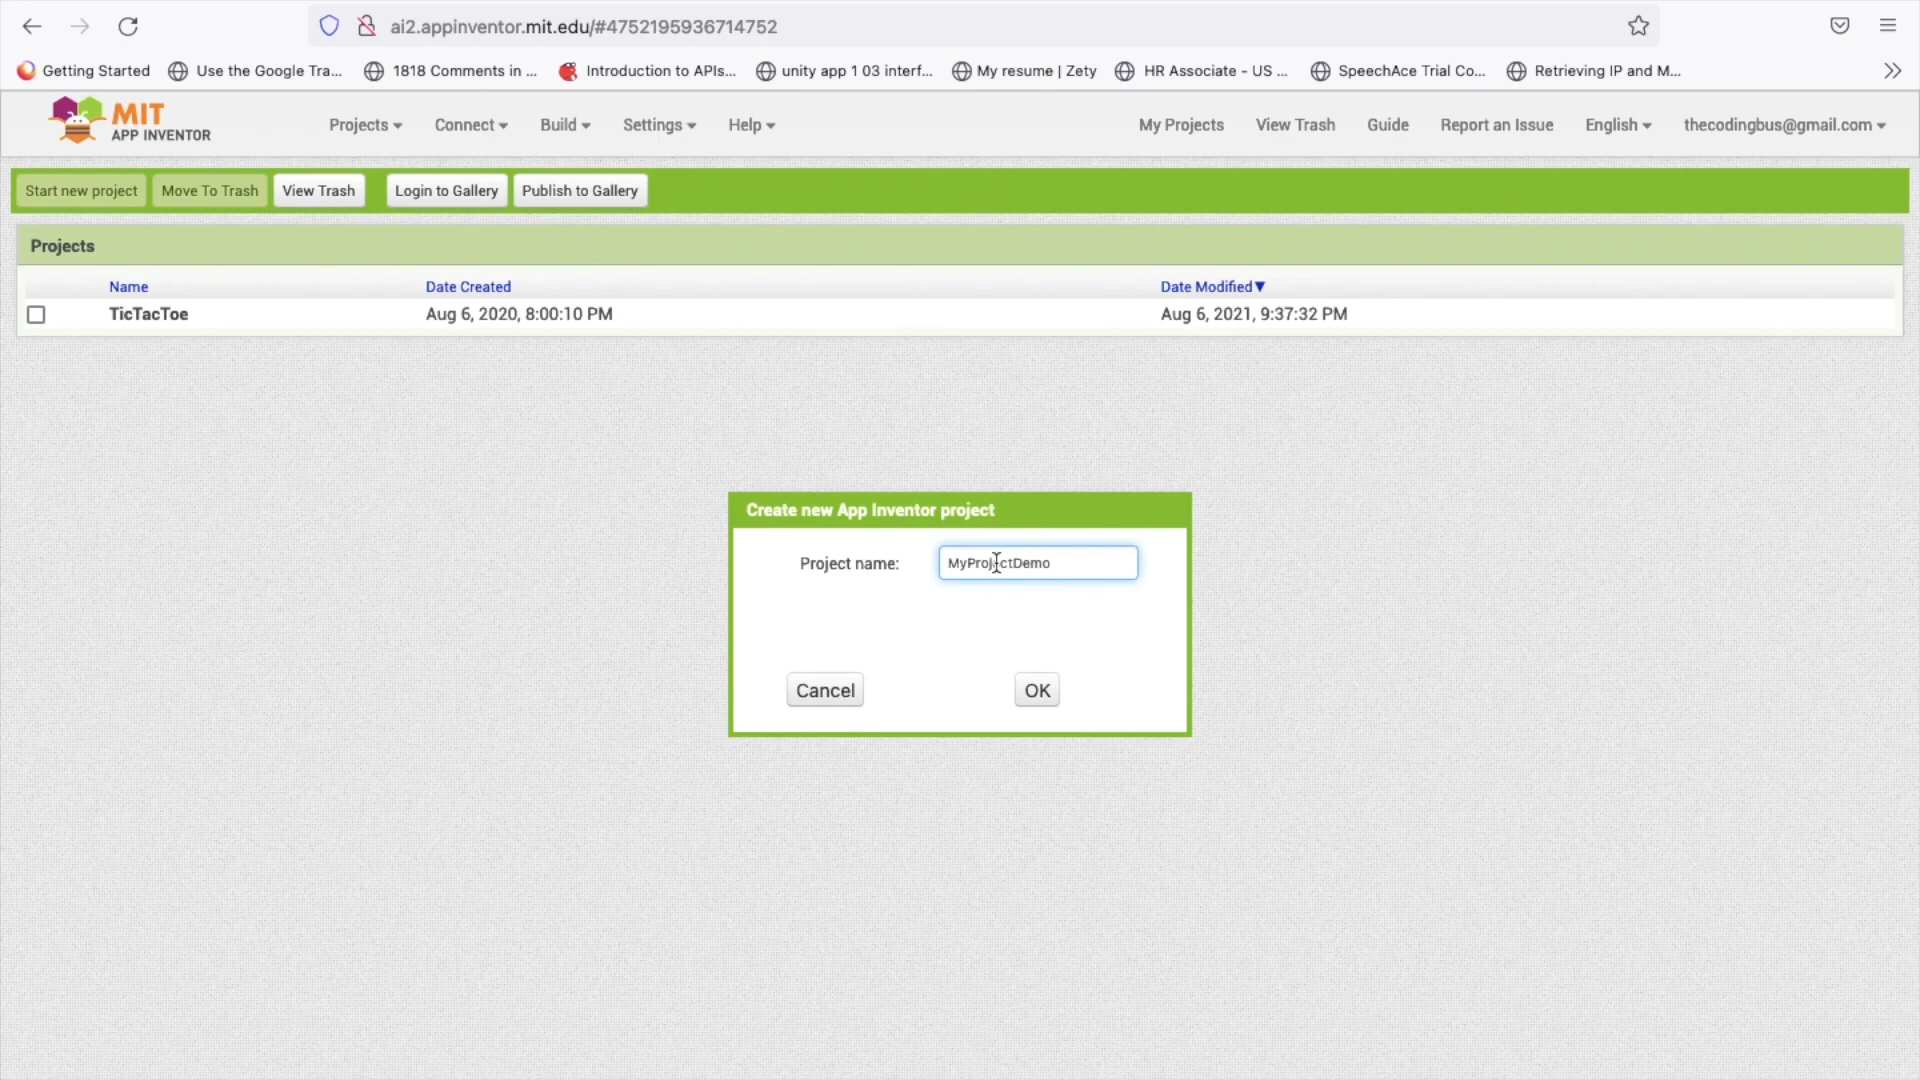 ai2.appinventor.mit.edu/#4752195936714752
Getting Started Use the Google Tra... 1818 Comments in ... Introduction to APIs... unity app 1 03 interf... My resume | Zety HR Associate - US ... SpeechAce Trial Co... Retrieving IP and M...
MIT
APP INVENTOR
Projects Connect Build Settings Help My Projects View Trash Guide Report an Issue English thecodingbus@gmail.com
Start new project Move To Trash View Trash Login to Gallery Publish to Gallery
Projects
Name Date Created Date Modified
TicTacToe Aug 6, 2020, 8:00:10 PM Aug 6, 2021, 9:37:32 PM
Create new App Inventor project
Project name: MyProjectDemo
Cancel OK